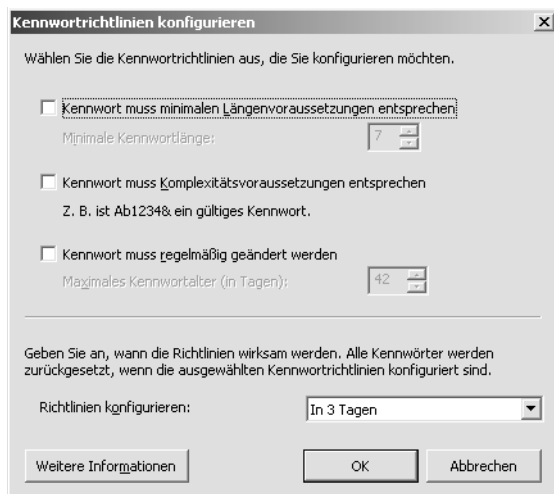 Kennwortrichtlinien konfigurieren
Wählen Sie die Kennwortrichtlinien aus, die Sie konfigurieren möchten.
Kennwort muss minimalen Längenvoraussetzungen entsprechen
Minimale Kennwortlänge:
7
Kennwort muss Komplexitätsvoraussetzungen entsprechen
Z. B. ist Ab1234& ein gültiges Kennwort.
Kennwort muss regelmäßig geändert werden
Maximales Kennwortalter (in Tagen):
42
Geben Sie an, wann die Richtlinien wirksam werden. Alle Kennwörter werden
zurückgesetzt, wenn die ausgewählten Kennwortrichtlinien konfiguriert sind.
Richtlinien konfigurieren:
In 3 Tagen
Weitere Informationen
OK
Abbrechen